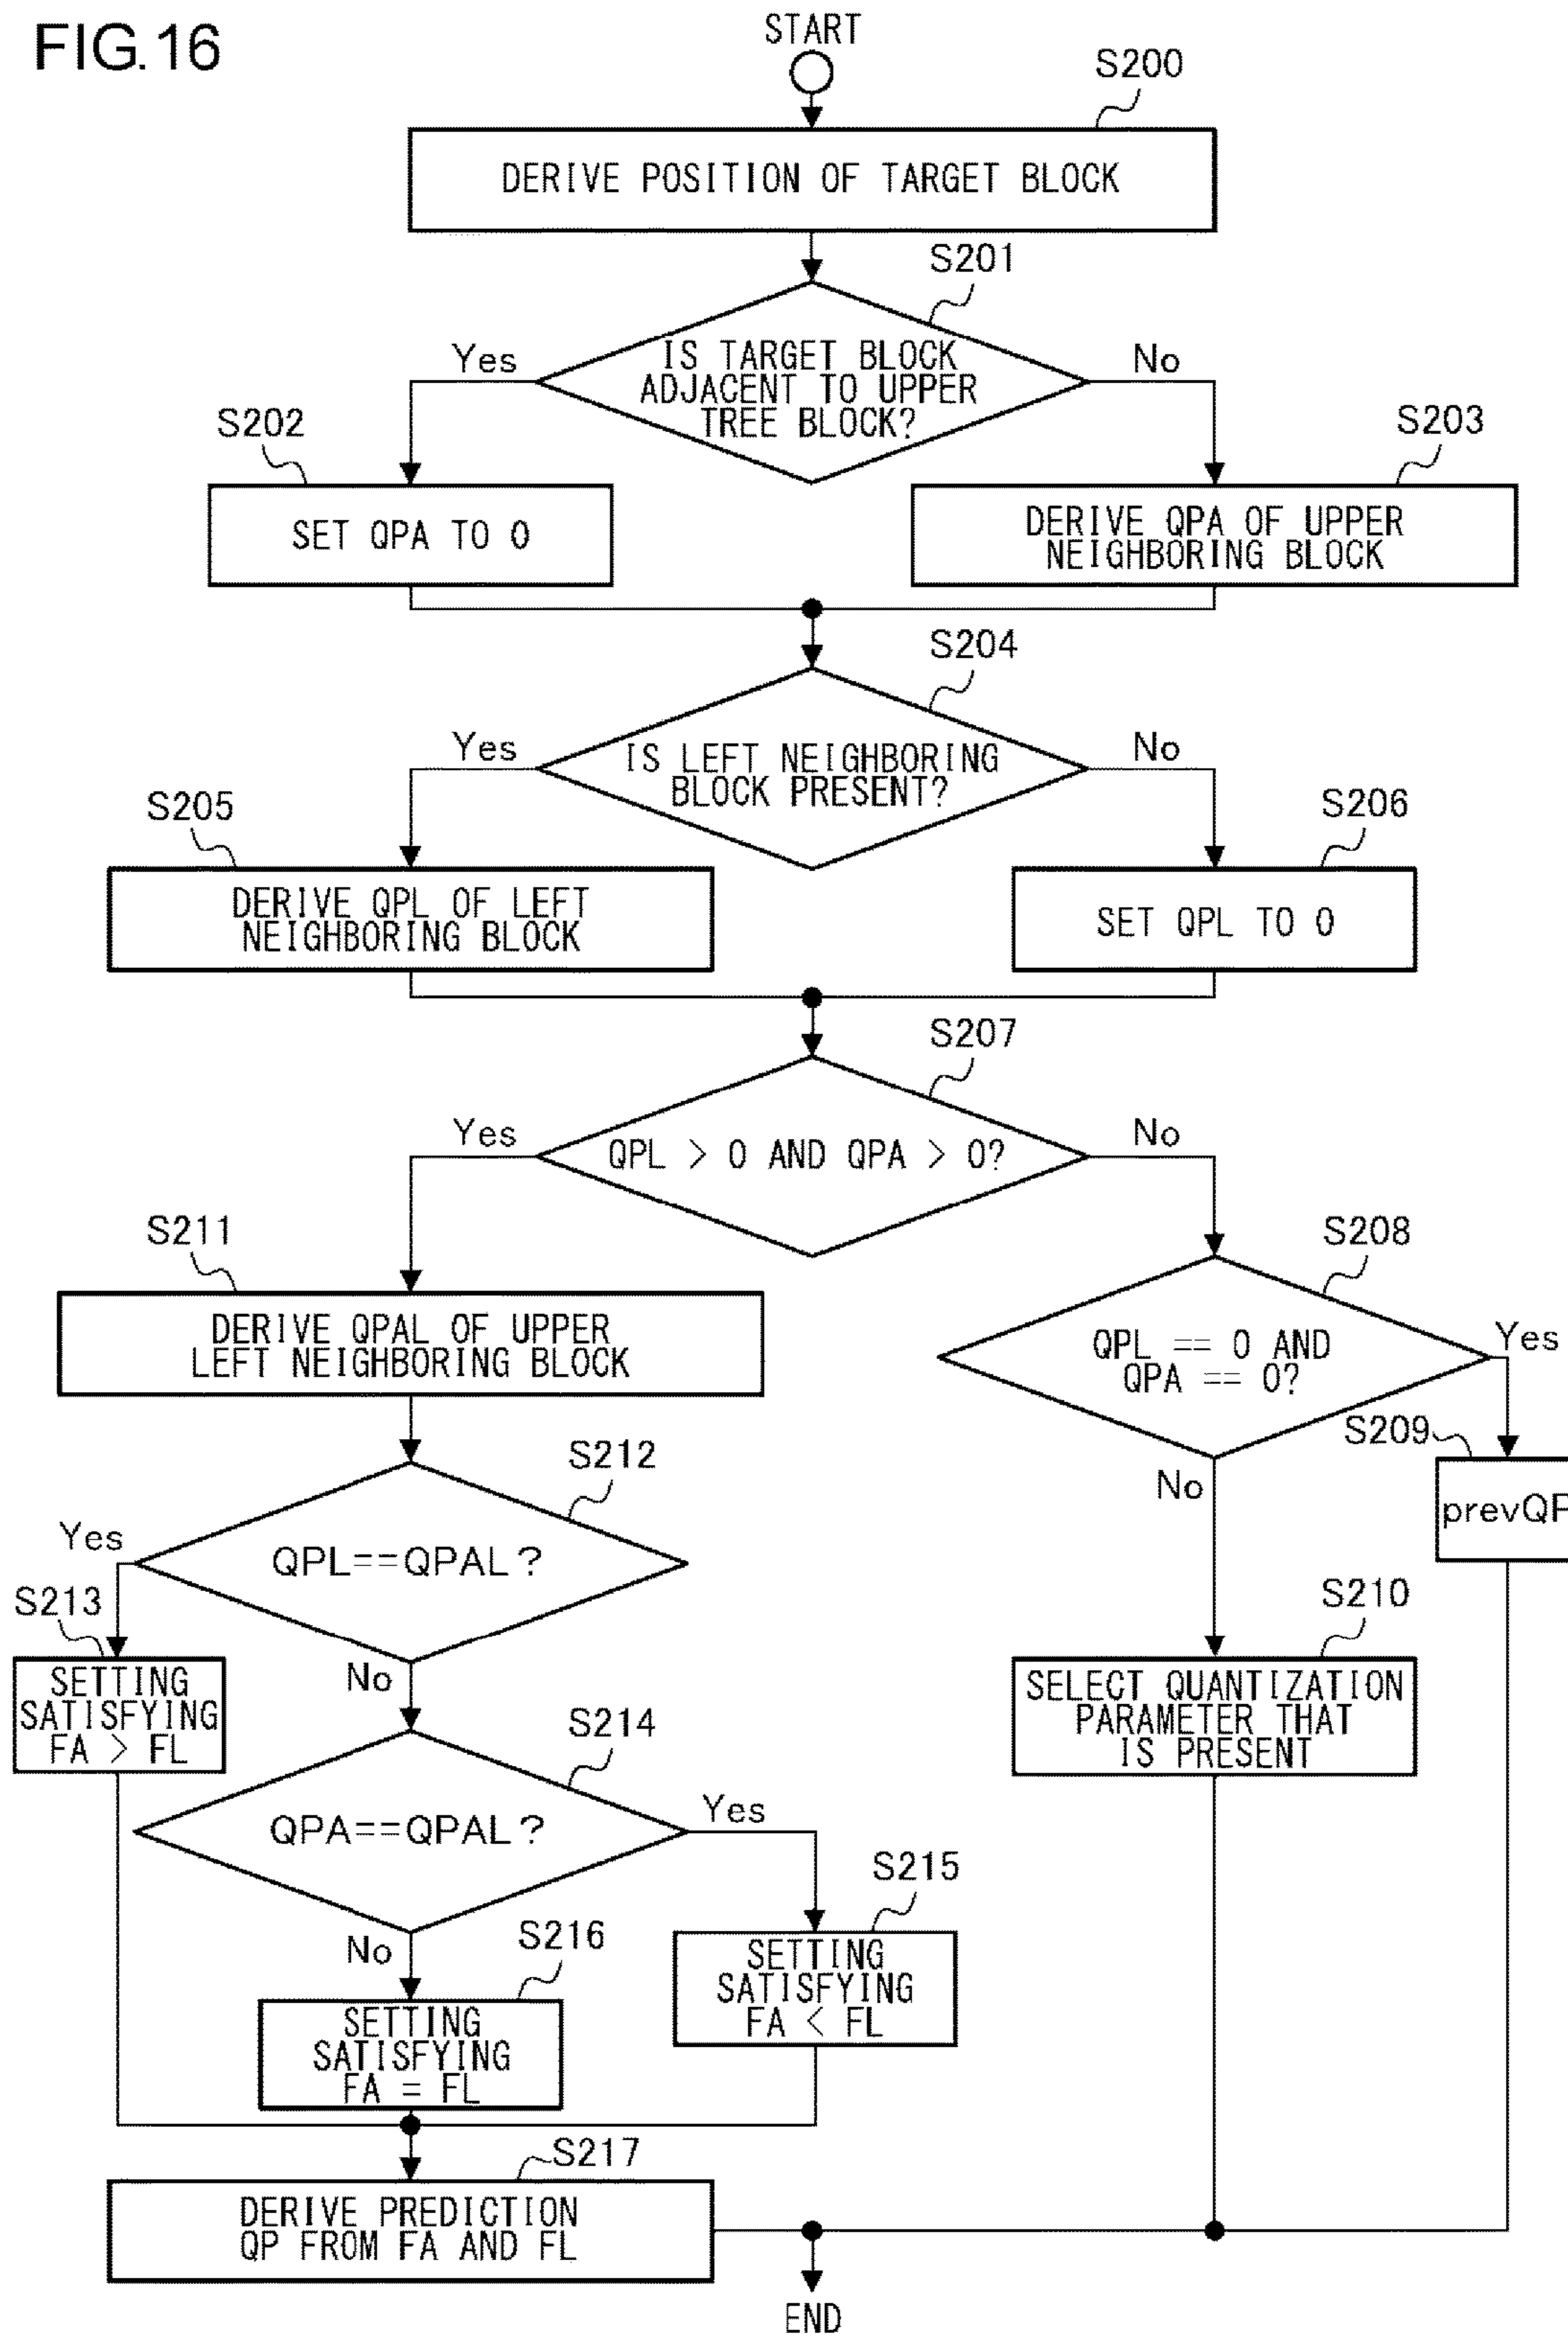 FIG.16
START
S200
DERIVE POSITION OF TARGET BLOCK
S201
IS TARGET BLOCK
ADJACENT TO UPPER
TREE BLOCK?
Yes
No
S202
SET QPA TO 0
S203
DERIVE QPA OF UPPER
NEIGHBORING BLOCK
S204
IS LEFT NEIGHBORING
BLOCK PRESENT?
Yes
No
S205
DERIVE QPL OF LEFT
NEIGHBORING BLOCK
S206
SET QPL TO 0
S207
QPL > 0 AND QPA > 0?
Yes
No
S211
DERIVE QPAL OF UPPER
LEFT NEIGHBORING BLOCK
S208
QPL == 0 AND
QPA == 0?
Yes
S209
prevQP
No
S212
QPL==QPAL?
Yes
S213
SETTING
SATISFYING
FA > FL
No
S210
SELECT QUANTIZATION
PARAMETER THAT
IS PRESENT
S214
QPA==QPAL?
Yes
S215
SETTING
SATISFYING
FA < FL
No
S216
SETTING
SATISFYING
FA = FL
S217
DERIVE PREDICTION
QP FROM FA AND FL
END